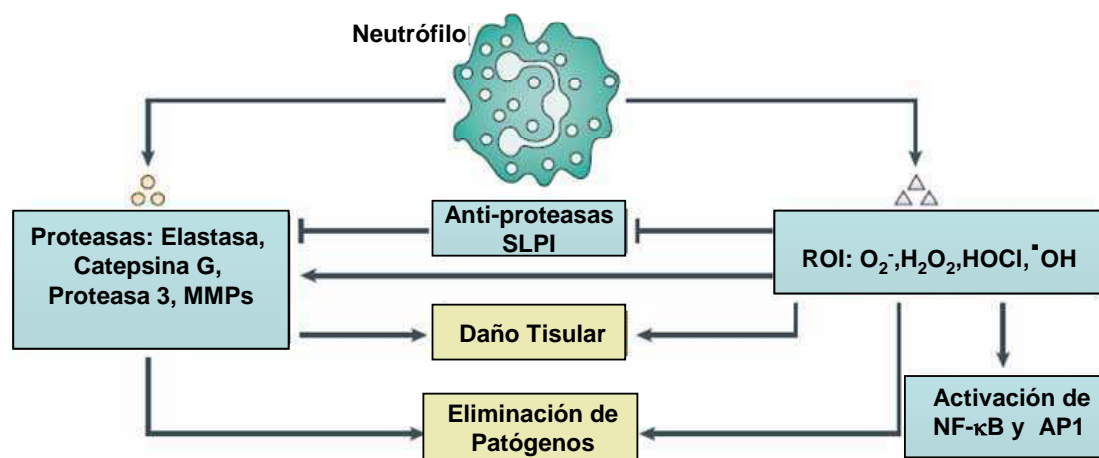 Neutrófilo
Proteasas: Elastasa,
Catepsina G,
Proteasa 3, MMPs
Anti-proteasas
SLPI
ROI: O₂⁻,H₂O₂,HOCl,▪OH
Daño Tisular
Eliminación de
Patógenos
Activación de
NF-κB y AP1